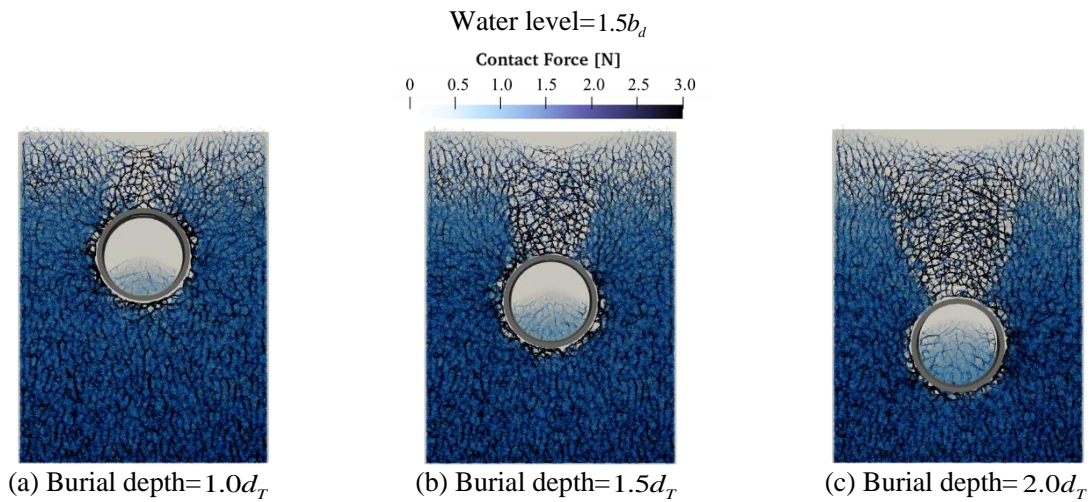 Water level=1.5b_d
Contact Force [N]
0 0.5 1.0 1.5 2.0 2.5 3.0
(a) Burial depth=1.0d_T
(b) Burial depth=1.5d_T
(c) Burial depth=2.0d_T